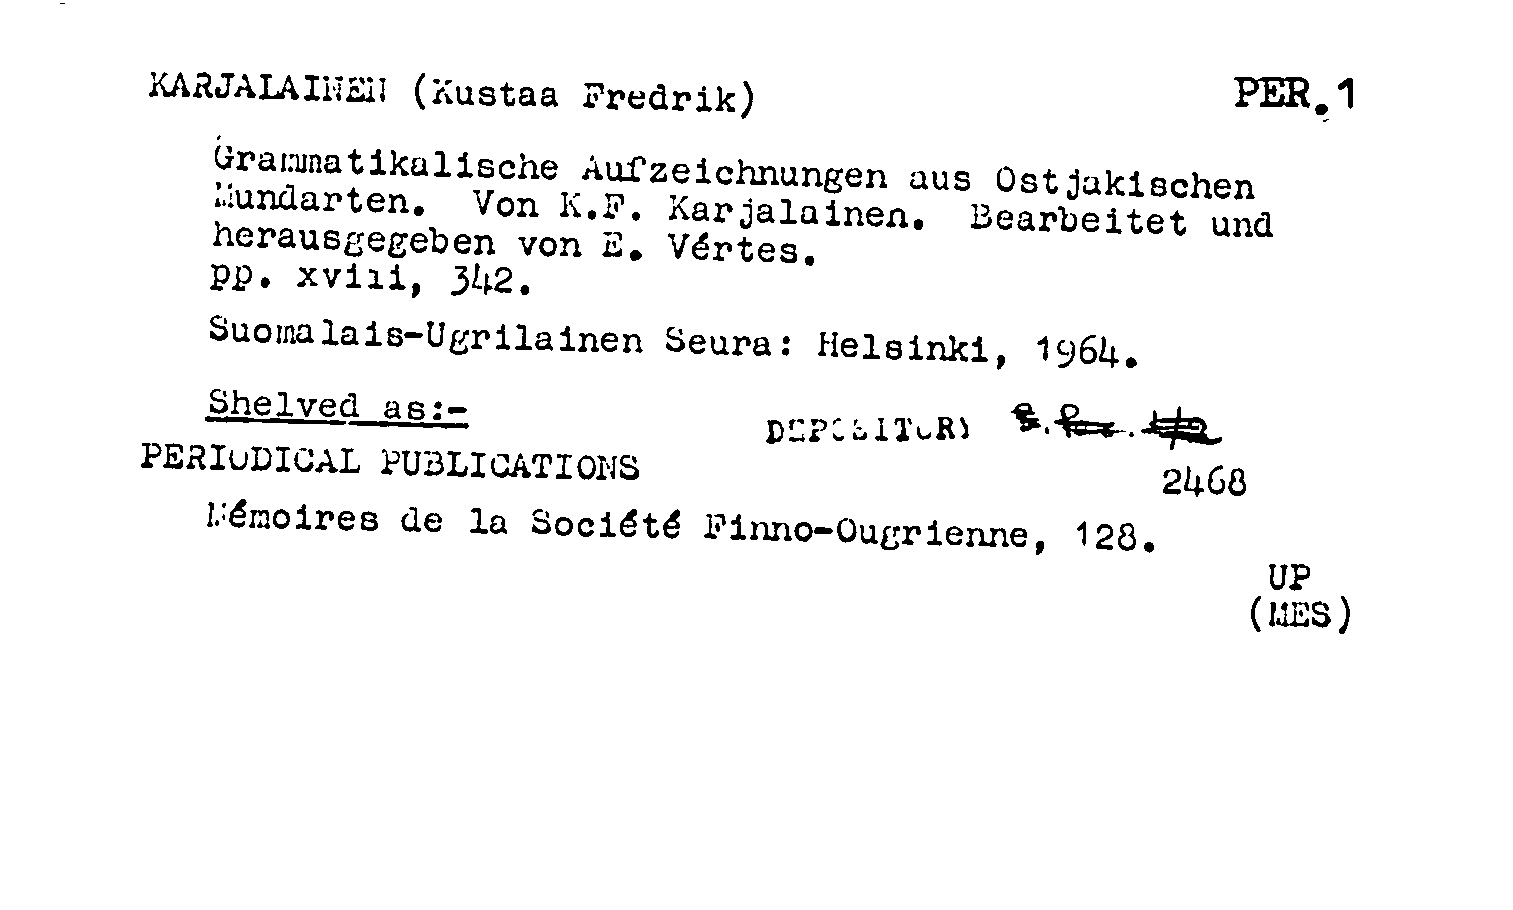 KARJALAINEN (Kustaa Fredrik) PER.1
Grammatikalische Aufzeichnungen aus Ostjakischen
Mundarten. Von K.F. Karjalainen. Bearbeitet und
herausgegeben von E. Vértes.
pp. xviii, 342.
Suomalais-Ugrilainen Seura: Helsinki, 1964.
Shelved as:-
DEPOSITORY
PERIODICAL PUBLICATIONS
2468
Mémoires de la Société Finno-Ougrienne, 128.
UP
(MES)